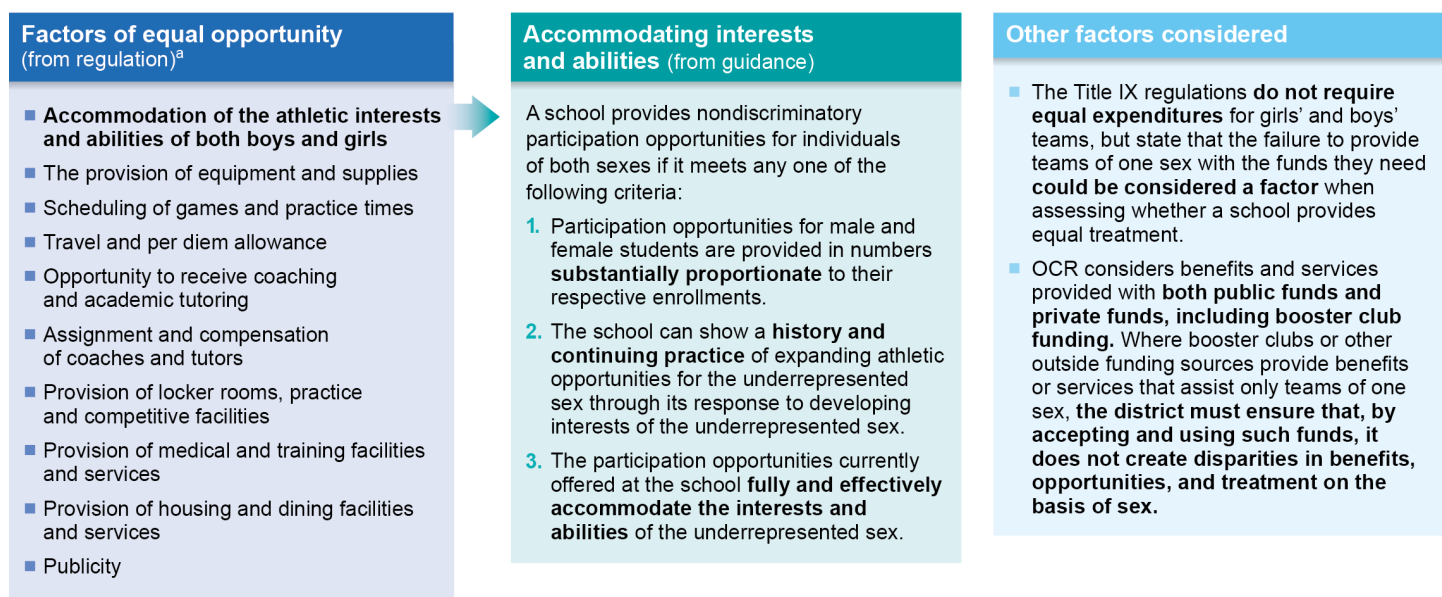 Factors of equal opportunity
(from regulation)a
Accommodation of the athletic interests
and abilities of both boys and girls
The provision of equipment and supplies
Scheduling of games and practice times
Travel and per diem allowance
Opportunity to receive coaching
and academic tutoring
Assignment and compensation
of coaches and tutors
Provision of locker rooms, practice
and competitive facilities
Provision of medical and training facilities
and services
Provision of housing and dining facilities
and services
Publicity
Accommodating interests
and abilities (from guidance)
A school provides nondiscriminatory
participation opportunities for individuals
of both sexes if it meets any one of the
following criteria:
1. Participation opportunities for male and
female students are provided in numbers
substantially proportionate to their
respective enrollments.
2. The school can show a history and
continuing practice of expanding athletic
opportunities for the underrepresented
sex through its response to developing
interests of the underrepresented sex.
3. The participation opportunities currently
offered at the school fully and effectively
accommodate the interests and
abilities of the underrepresented sex.
Other factors considered
The Title IX regulations do not require
equal expenditures for girls’ and boys’
teams, but state that the failure to provide
teams of one sex with the funds they need
could be considered a factor when
assessing whether a school provides
equal treatment.
OCR considers benefits and services
provided with both public funds and
private funds, including booster club
funding. Where booster clubs or other
outside funding sources provide benefits
or services that assist only teams of one
sex, the district must ensure that, by
accepting and using such funds, it
does not create disparities in benefits,
opportunities, and treatment on the
basis of sex.